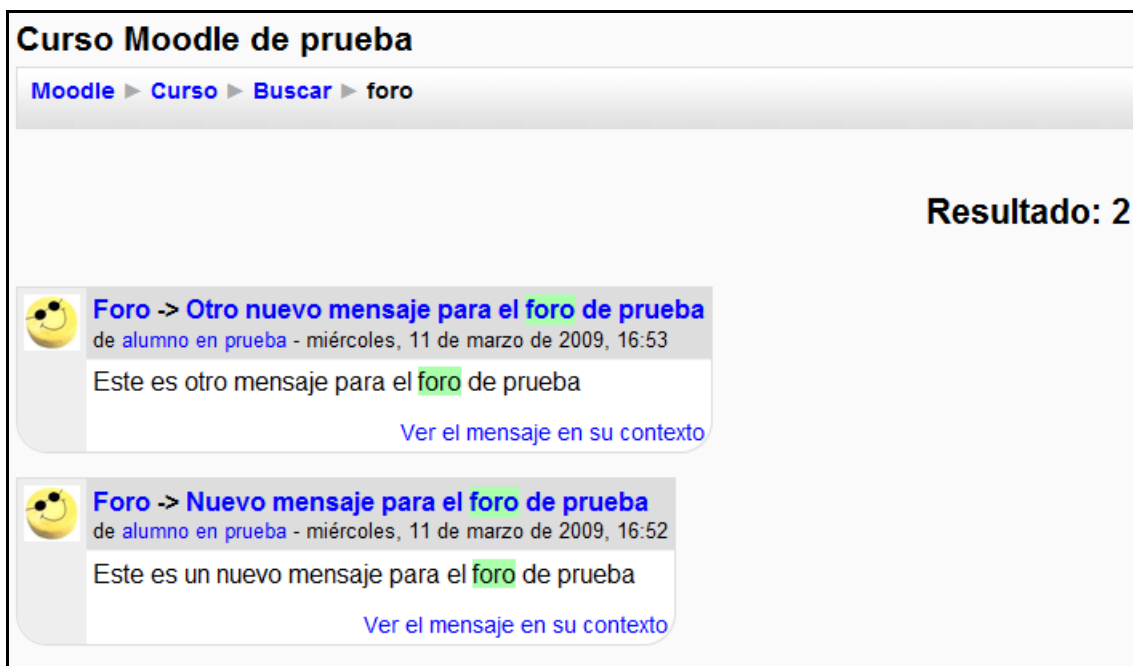 Curso Moodle de prueba
Moodle ► Curso ► Buscar ► foro
Resultado: 2
Foro -> Otro nuevo mensaje para el foro de prueba
de alumno en prueba - miércoles, 11 de marzo de 2009, 16:53
Este es otro mensaje para el foro de prueba
Ver el mensaje en su contexto
Foro -> Nuevo mensaje para el foro de prueba
de alumno en prueba - miércoles, 11 de marzo de 2009, 16:52
Este es un nuevo mensaje para el foro de prueba
Ver el mensaje en su contexto